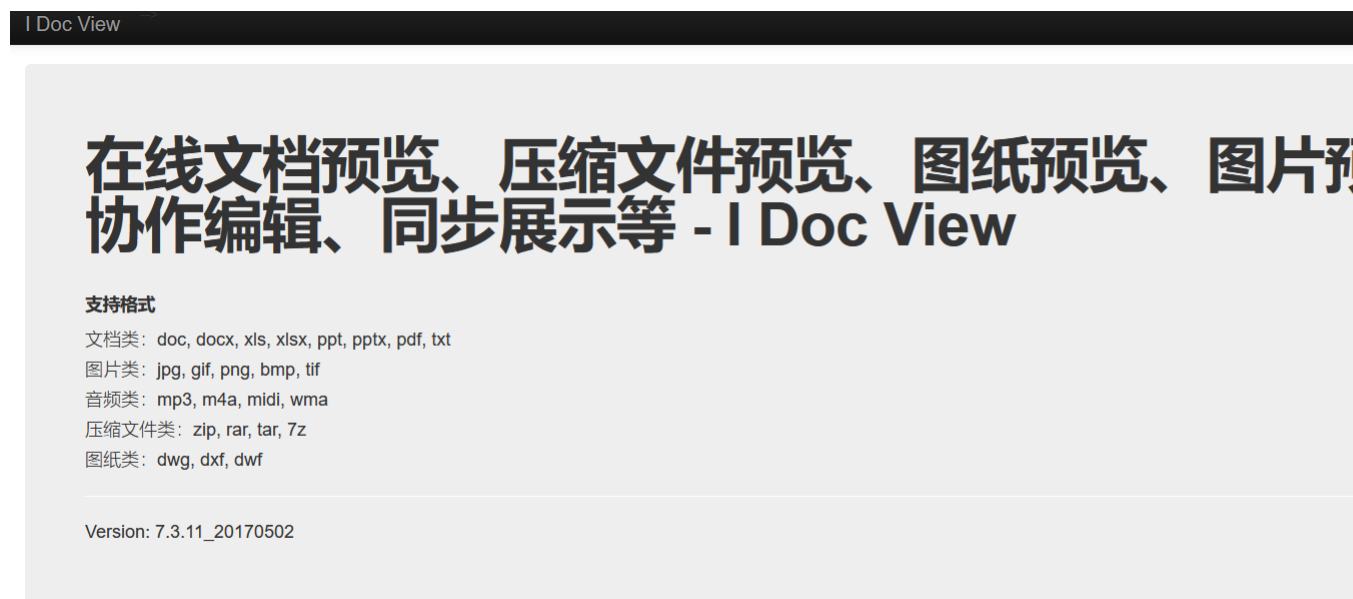 I Doc View
-->
在线文档预览、压缩文件预览、图纸预览、图片预
协作编辑、同步展示等 - I Doc View
支持格式
文档类：doc, docx, xls, xlsx, ppt, pptx, pdf, txt
图片类：jpg, gif, png, bmp, tif
音频类：mp3, m4a, midi, wma
压缩文件类：zip, rar, tar, 7z
图纸类：dwg, dxf, dwf
Version: 7.3.11_20170502